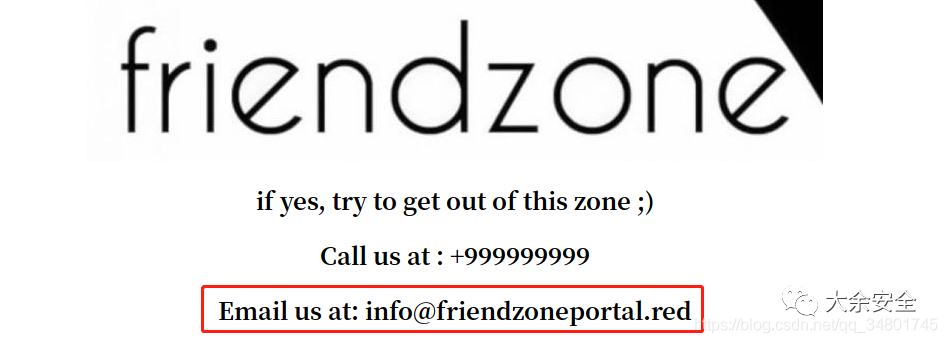 friendzone
if yes, try to get out of this zone ;)
Call us at : +999999999
Email us at: info@friendzoneportal.red
大余安全
https://blog.csdn.net/qq_34801745